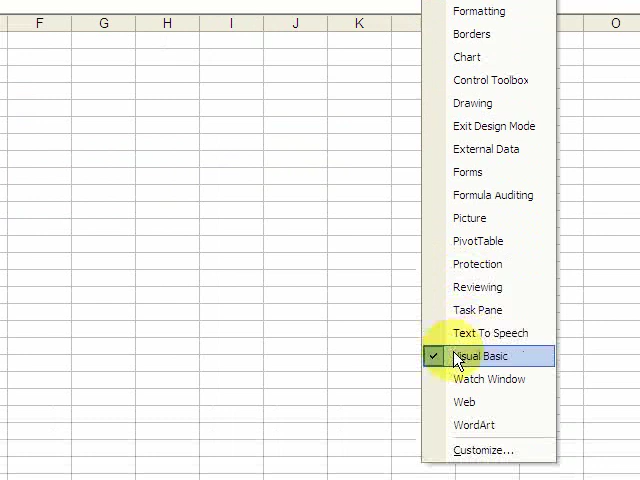 Formatting
F G H I J K O
Borders
Chart
Control Toolbox
Drawing
Exit Design Mode
External Data
Forms
Formula Auditing
Picture
PivotTable
Protection
Reviewing
Task Pane
Text To Speech
Visual Basic
Watch Window
Web
WordArt
Customize...